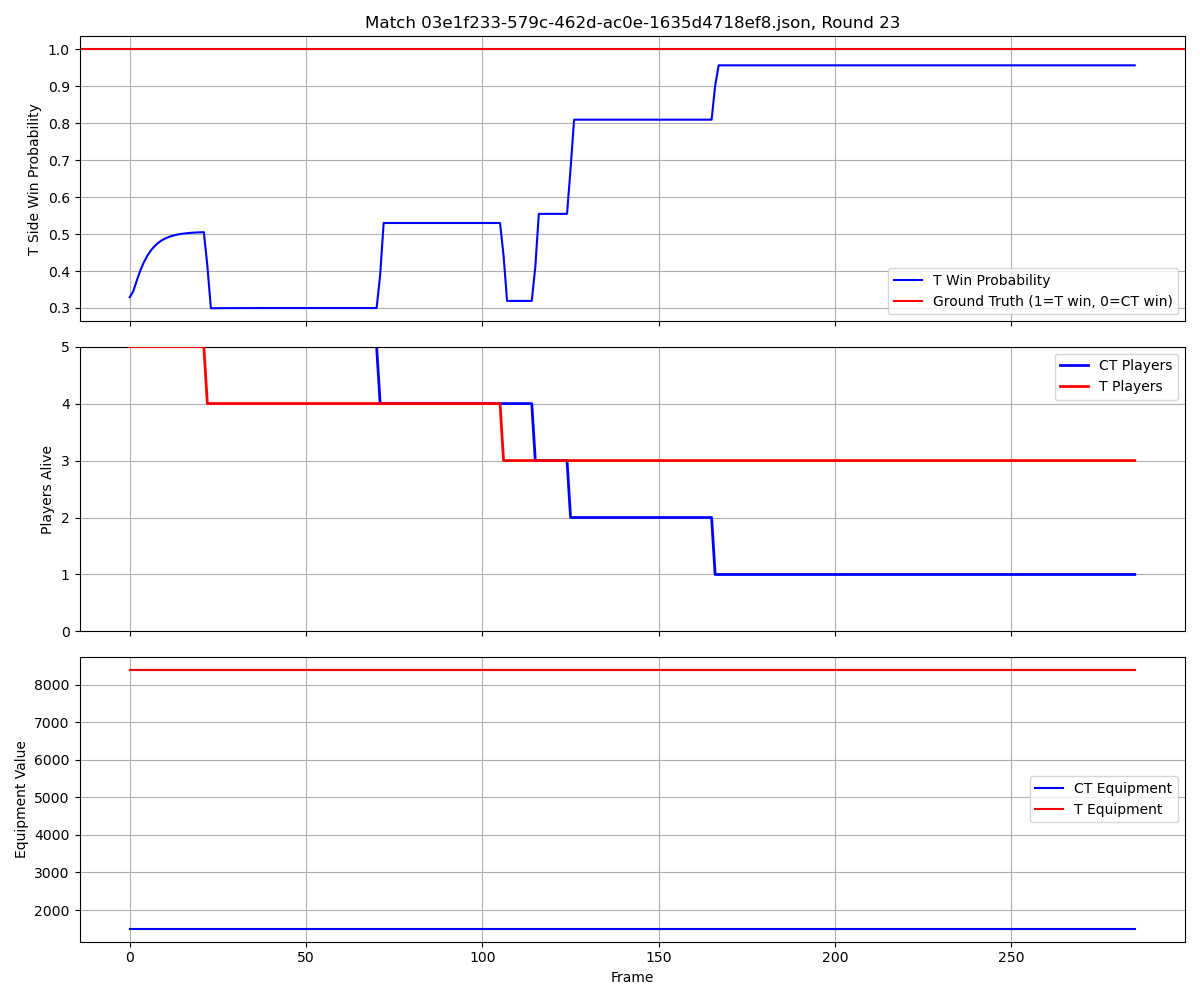 Match 03e1f233-579c-462d-ac0e-1635d4718ef8.json, Round 23
T Side Win Probability
1.0
0.9
0.8
0.7
0.6
0.5
0.4
0.3
T Win Probability
Ground Truth (1=T win, 0=CT win)
Players Alive
5
4
3
2
1
0
CT Players
T Players
Equipment Value
8000
7000
6000
5000
4000
3000
2000
CT Equipment
T Equipment
0 50 100 150 200 250
Frame